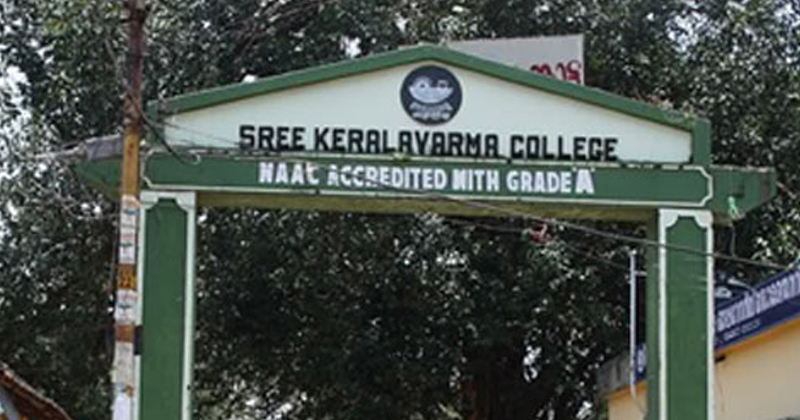 SREE KERALAVARMA COLLEGE
NAAC ACCREDITED WITH GRADE A